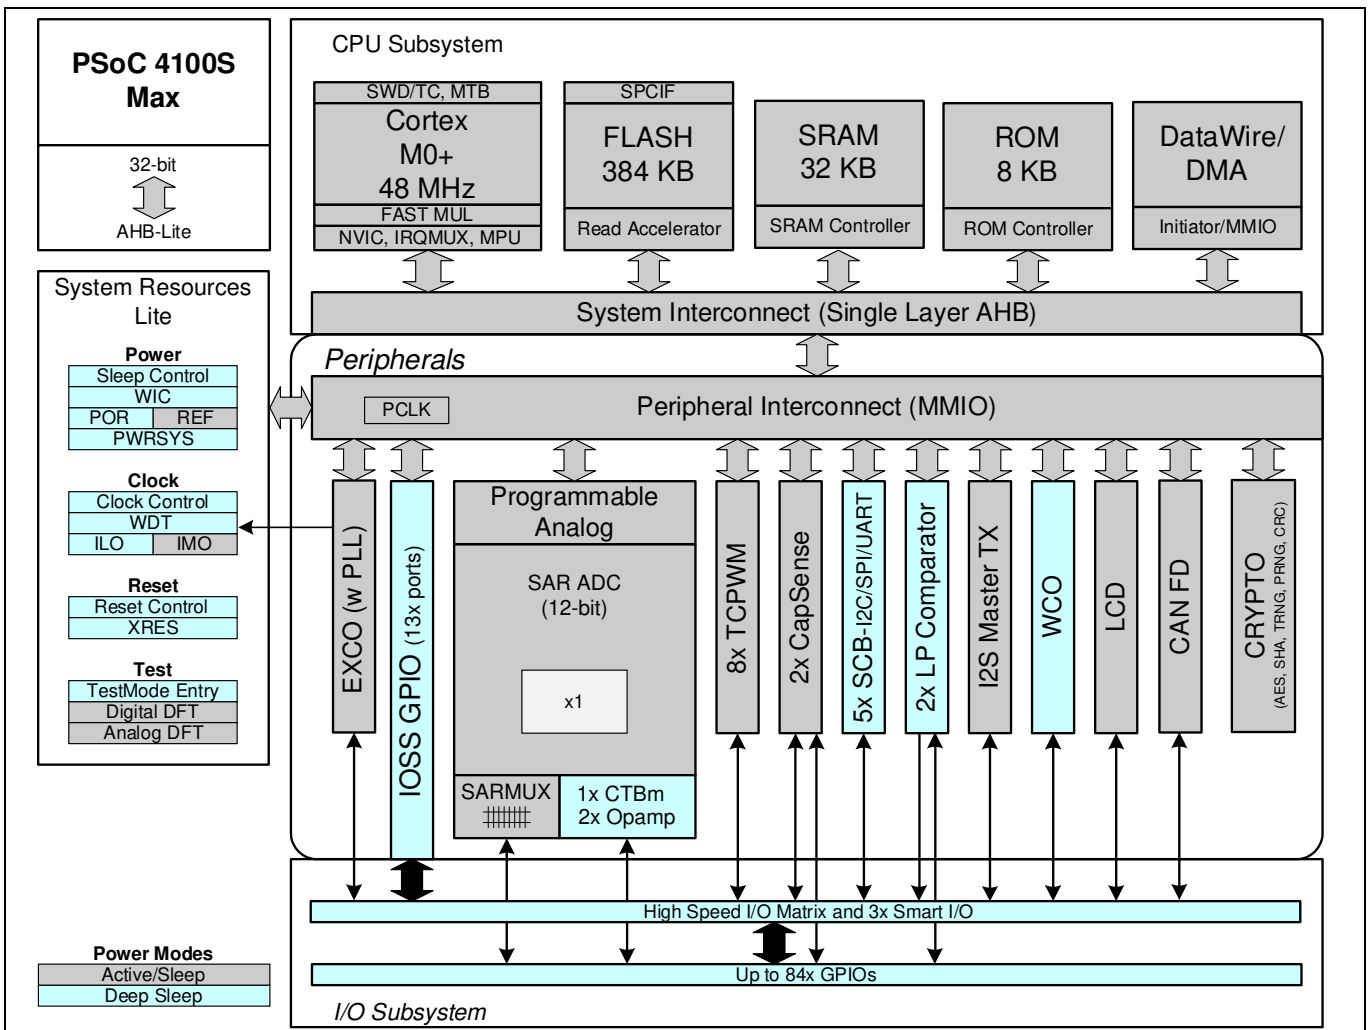 PSoC 4100S
Max
32-bit
AHB-Lite
CPU Subsystem
SWD/TC, MTB
Cortex
M0+
48 MHz
FAST MUL
NVIC, IRQMUX, MPU
SPCIF
FLASH
384 KB
Read Accelerator
SRAM
32 KB
SRAM Controller
ROM
8 KB
ROM Controller
DataWire/
DMA
Initiator/MMIO
System Interconnect (Single Layer AHB)
System Resources
Lite
Power
Sleep Control
WIC
POR
REF
PWRSYS
Clock
Clock Control
WDT
ILO
IMO
Reset
Reset Control
XRES
Test
TestMode Entry
Digital DFT
Analog DFT
Peripherals
PCLK
Peripheral Interconnect (MMIO)
EXCO (w PLL)
IOSS GPIO (13x ports)
Programmable
Analog
SAR ADC
(12-bit)
x1
SARMUX
1x CTBm
2x Opamp
8x TCPWM
2x CapSense
5x SCB-I2C/SPI/UART
2x LP Comparator
I2S Master TX
WCO
LCD
CAN FD
CRYPTO
(AES, SHA, TRNG, PRNG, CRC)
High Speed I/O Matrix and 3x Smart I/O
Up to 84x GPIOs
I/O Subsystem
Power Modes
Active/Sleep
Deep Sleep